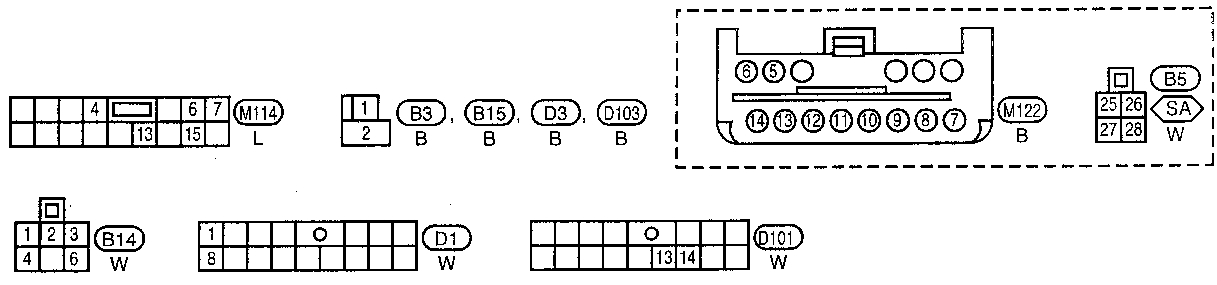 4 6 7 M114
13 15 L
1 B3, B15, D3, D103
2 B B B B
6 5
14 13 12 11 10 9 8 7 M122
B
B5
25 26 SA
27 28 W
1 2 3 B14
4 6 W
1 D1
8 W
D101
13 14 W